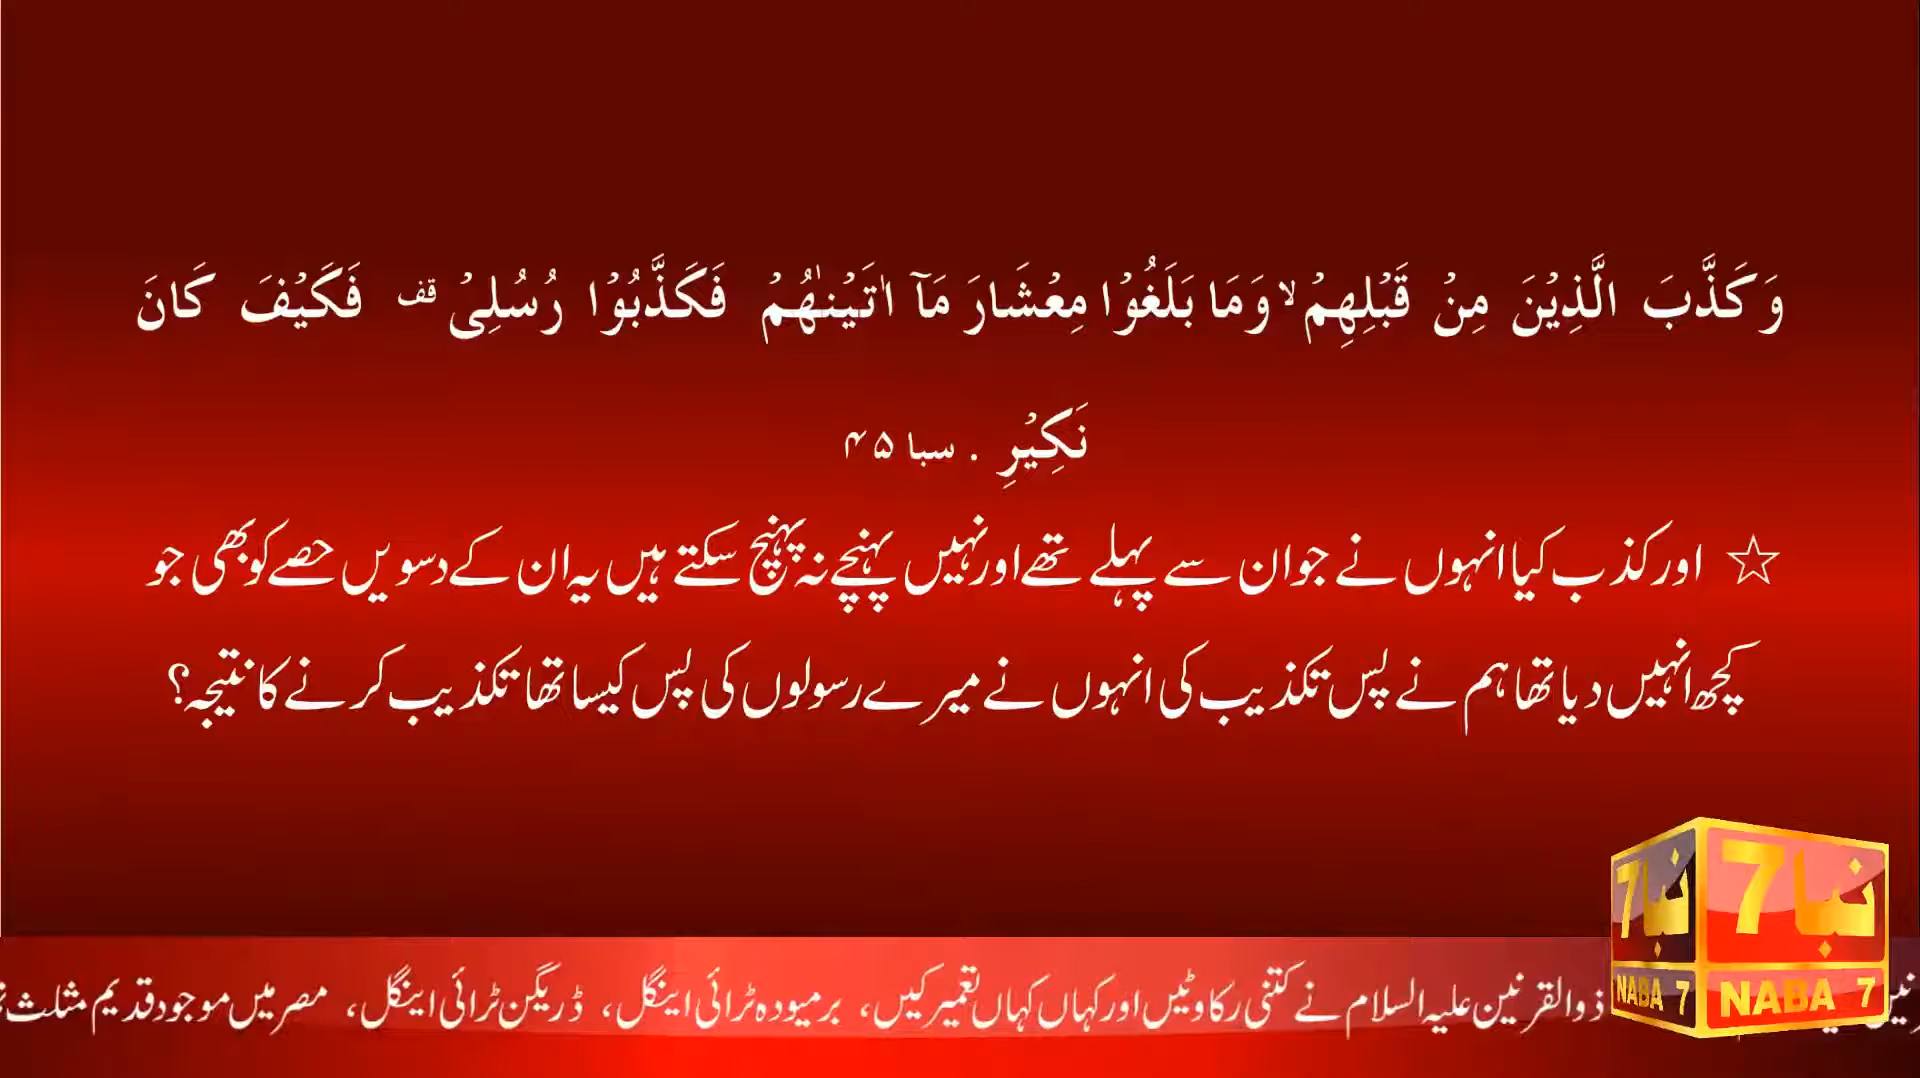 وَكَذَّبَ الَّذِيْنَ مِنْ قَبْلِهِمْ ۙ وَمَا بَلَغُوْا مِعْشَارَ مَآ اٰتَيْنٰهُمْ فَكَذَّبُوْا رُسُلِيْ ۣ فَكَيْفَ كَانَ
نَكِيْرِ . سبا ۴۵
☆ اور کذب کیا انہوں نے جو ان سے پہلے تھے اور نہیں پہنچے نہ پہنچ سکتے ہیں یہ ان کے دسویں حصے کو بھی جو
کچھ انہیں دیا تھا ہم نے پس تکذیب کی انہوں نے میرے رسولوں کی پس کیسا تھا تکذیب کرنے کا نتیجہ؟
نبا 7
نبا 7
NABA 7
NABA 7
ذوالقرنین علیہ السلام نے کتنی رکاوٹیں اور کہاں کہاں تعمیر کیں، برمیودہ ٹرائی اینگل، ڈریگن ٹرائی اینگل، مصر میں موجود قدیم مثلث